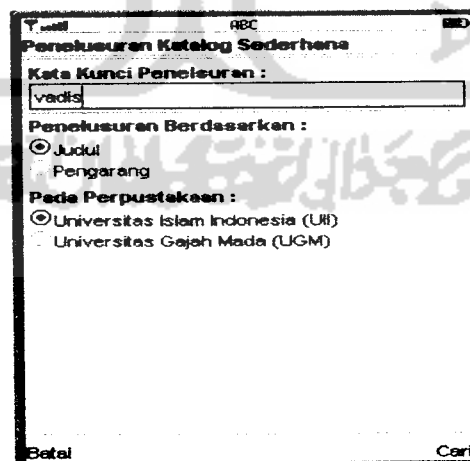 ABC
Penelusuran Katalog Sederhana
Kata Kunci Penelsuran :
vadis
Penelusuran Berdasarkan :
Judul
Pengarang
Pada Perpustakaan :
Universitas Islam Indonesia (UII)
Universitas Gajah Mada (UGM)
Batal
Cari